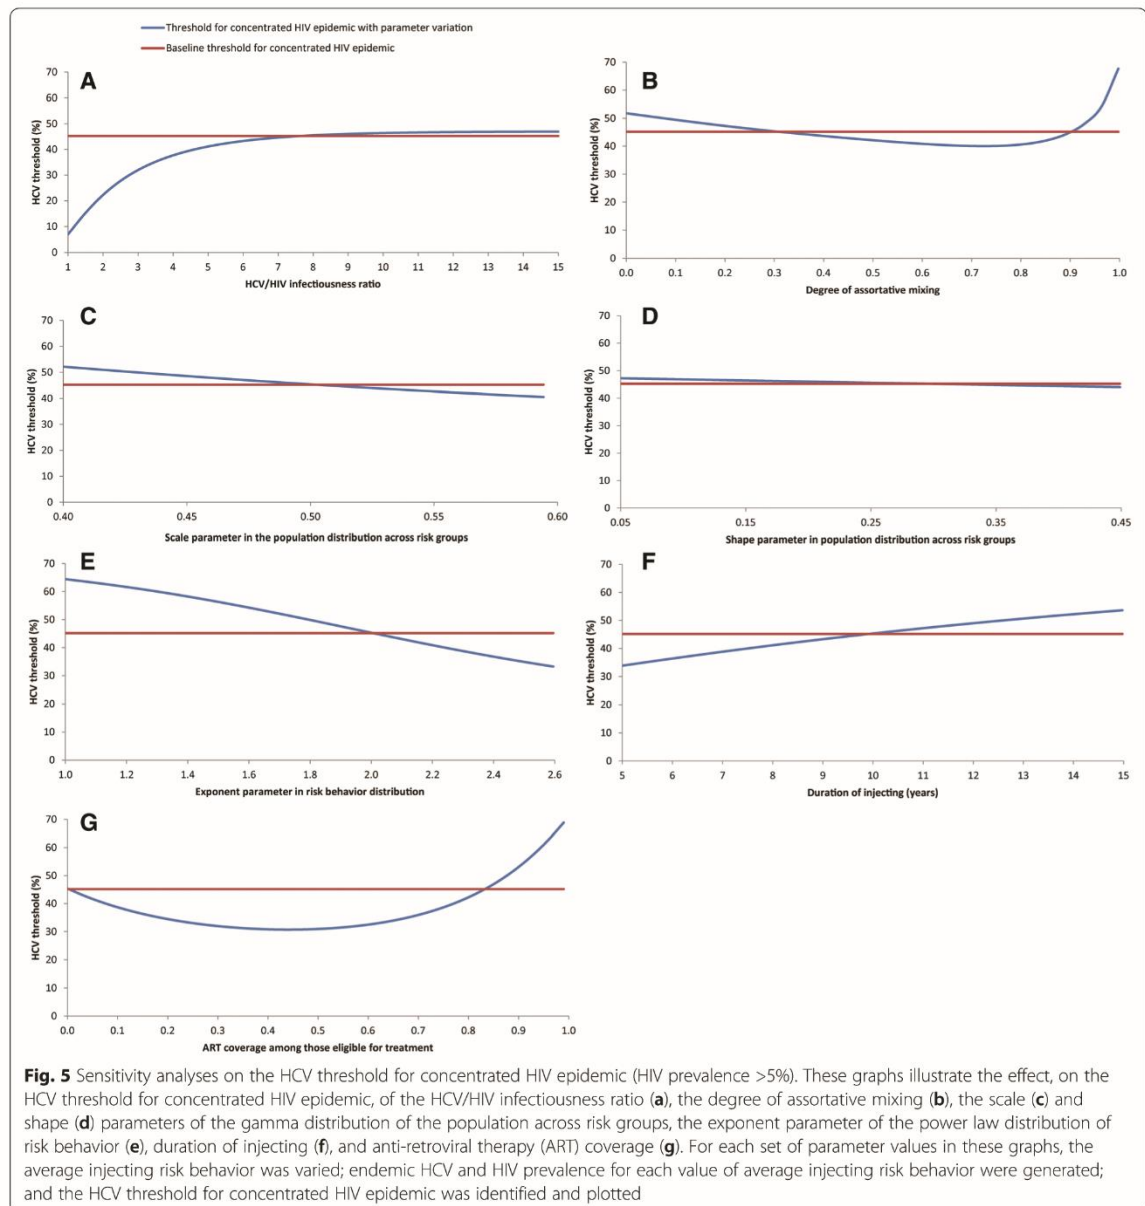 Threshold for concentrated HIV epidemic with parameter variation
Baseline threshold for concentrated HIV epidemic
A
HCV threshold (%)
70
60
50
40
30
20
10
0
1 2 3 4 5 6 7 8 9 10 11 12 13 14 15
HCV/HIV infectiousness ratio
B
HCV threshold (%)
70
60
50
40
30
20
10
0
0.0 0.1 0.2 0.3 0.4 0.5 0.6 0.7 0.8 0.9 1.0
Degree of assortative mixing
C
HCV threshold (%)
70
60
50
40
30
20
10
0
0.40 0.45 0.50 0.55 0.60
Scale parameter in the population distribution across risk groups
D
HCV threshold (%)
70
60
50
40
30
20
10
0
0.05 0.15 0.25 0.35 0.45
Shape parameter in population distribution across risk groups
E
HCV threshold (%)
70
60
50
40
30
20
10
0
1.0 1.2 1.4 1.6 1.8 2.0 2.2 2.4 2.6
Exponent parameter in risk behavior distribution
F
HCV threshold (%)
70
60
50
40
30
20
10
0
5 6 7 8 9 10 11 12 13 14 15
Duration of injecting (years)
G
HCV threshold (%)
70
60
50
40
30
20
10
0
0.0 0.1 0.2 0.3 0.4 0.5 0.6 0.7 0.8 0.9 1.0
ART coverage among those eligible for treatment
Fig. 5 Sensitivity analyses on the HCV threshold for concentrated HIV epidemic (HIV prevalence >5%). These graphs illustrate the effect, on the
HCV threshold for concentrated HIV epidemic, of the HCV/HIV infectiousness ratio (a), the degree of assortative mixing (b), the scale (c) and
shape (d) parameters of the gamma distribution of the population across risk groups, the exponent parameter of the power law distribution of
risk behavior (e), duration of injecting (f), and anti-retroviral therapy (ART) coverage (g). For each set of parameter values in these graphs, the
average injecting risk behavior was varied; endemic HCV and HIV prevalence for each value of average injecting risk behavior were generated;
and the HCV threshold for concentrated HIV epidemic was identified and plotted